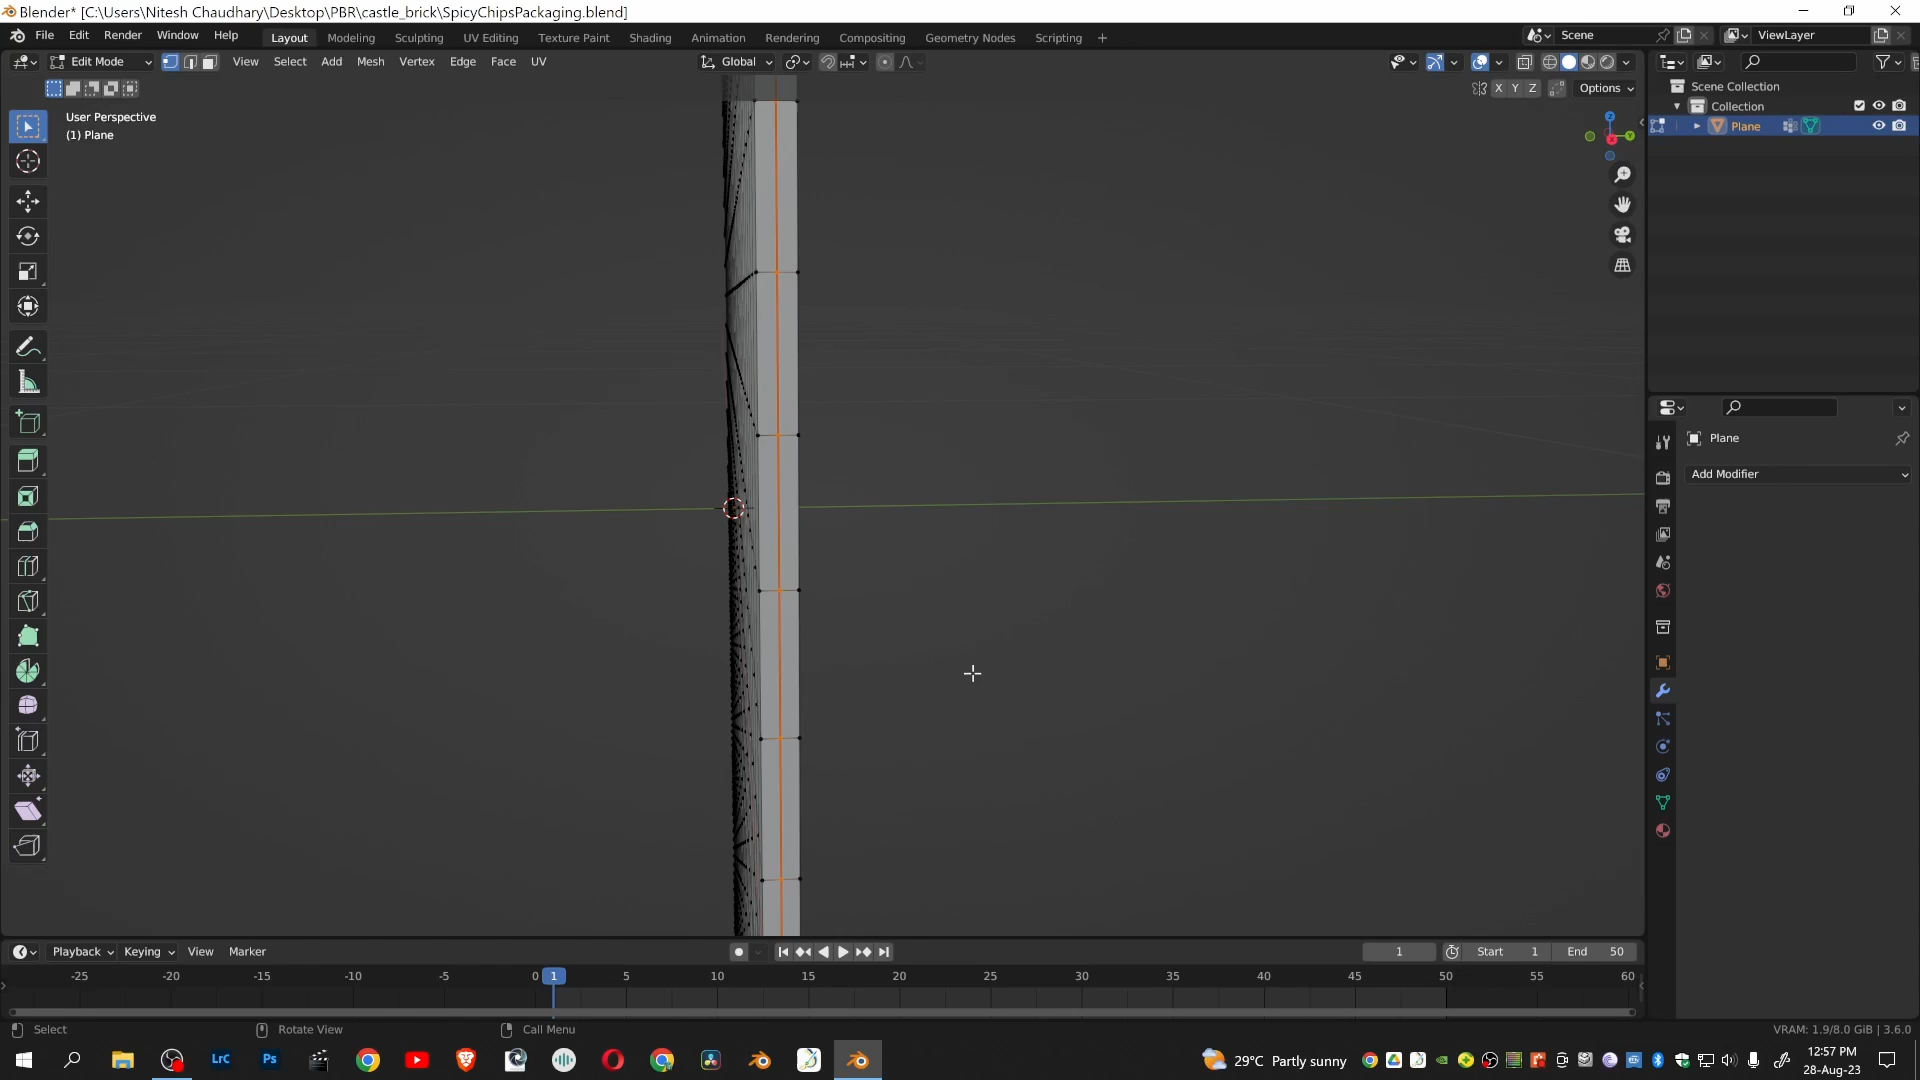 Blender* [C:\Users\Nitesh Chaudhary\Desktop\PBR\castle_brick\SpicyChipsPackaging.blend]
File Edit Render Window Help Layout Modeling Sculpting UV Editing Texture Paint Shading Animation Rendering Compositing Geometry Nodes Scripting + Scene ViewLayer
Edit Mode View Select Add Mesh Vertex Edge Face UV Global
X Y Z Options
Scene Collection
Collection
Plane
User Perspective
(1) Plane
Z
Y
X
Plane
Add Modifier
Playback Keying View Marker 1 Start 1 End 50
-25 -20 -15 -10 -5 0 1 5 10 15 20 25 30 35 40 45 50 55 60
Select Rotate View Call Menu VRAM: 1.9/8.0 GiB | 3.6.0
LrC Ps 29°C Partly sunny
12:57 PM
28-Aug-23